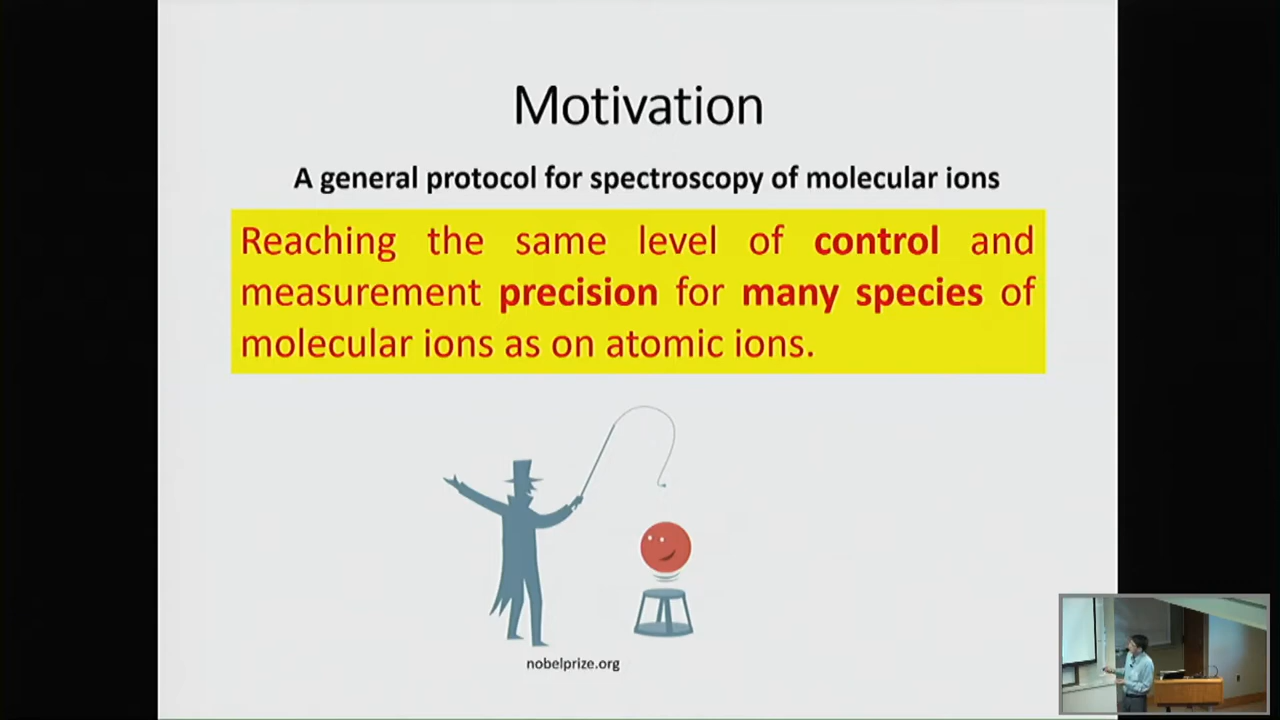 Motivation
A general protocol for spectroscopy of molecular ions
Reaching the same level of control and
measurement precision for many species of
molecular ions as on atomic ions.
nobelprize.org